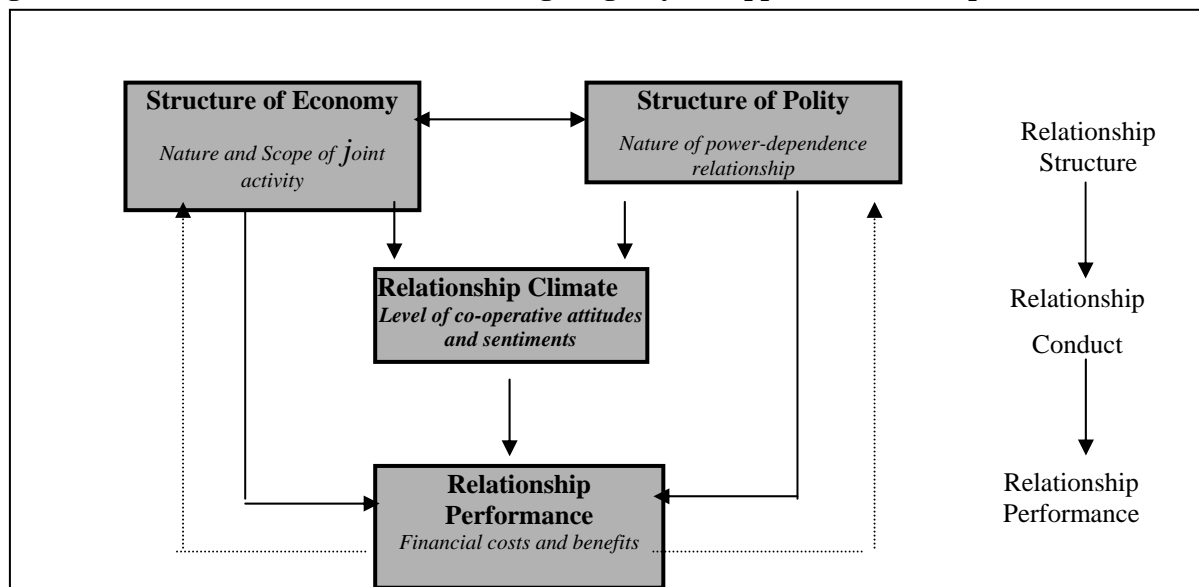 Structure of Economy
Nature and Scope of joint
activity
Structure of Polity
Nature of power-dependence
relationship
Relationship Climate
Level of co-operative attitudes
and sentiments
Relationship
Performance
Financial costs and benefits
Relationship
Structure
Relationship
Conduct
Relationship
Performance